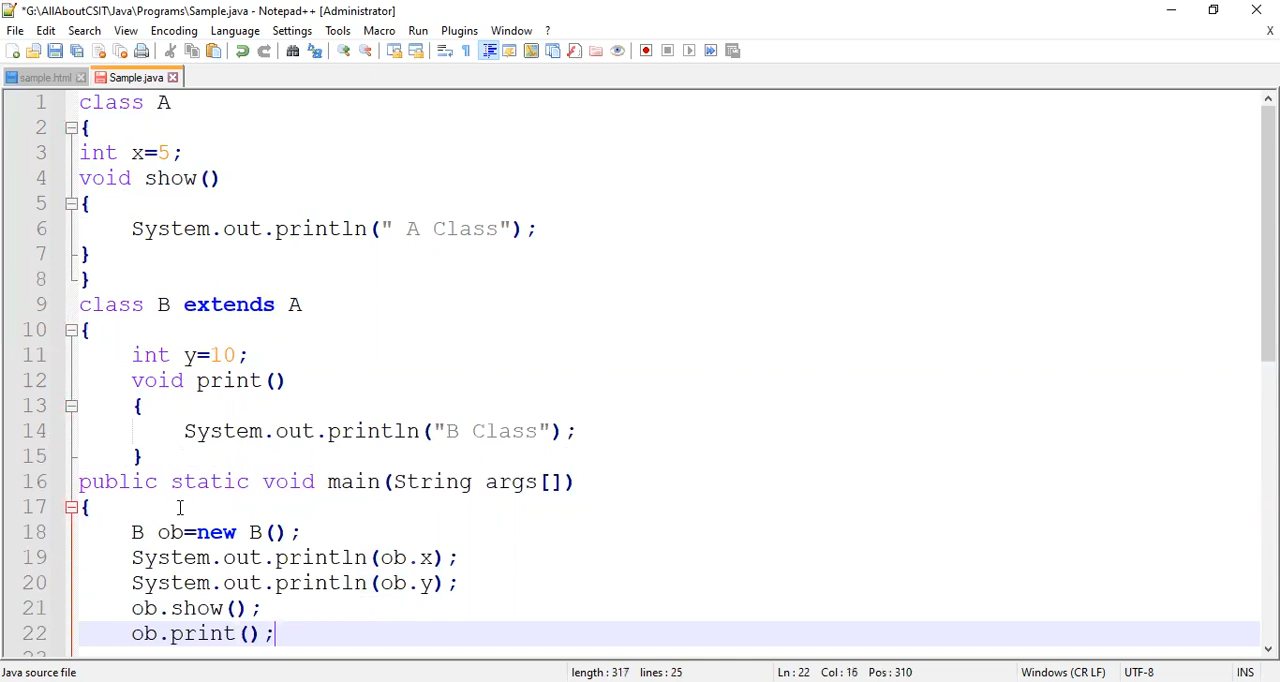 *G:\AllAboutCSIT\Java\Programs\Sample.java - Notepad++ [Administrator]
File Edit Search View Encoding Language Settings Tools Macro Run Plugins Window ? X
sample.html Sample.java
1 class A
2 {
3 int x=5;
4 void show()
5 {
6 System.out.println(" A Class");
7 }
8 }
9 class B extends A
10 {
11 int y=10;
12 void print()
13 {
14 System.out.println("B Class");
15 }
16 public static void main(String args[])
17 {
18 B ob=new B();
19 System.out.println(ob.x);
20 System.out.println(ob.y);
21 ob.show();
22 ob.print();
23
Java source file length : 317 lines : 25 Ln : 22 Col : 16 Pos : 310 Windows (CR LF) UTF-8 INS